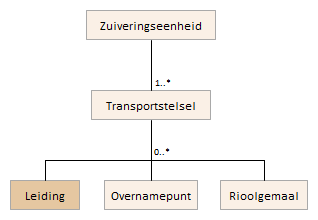 Zuiveringseenheid
1..*
Transportstelsel
0..*
Leiding
Overnamepunt
Rioolgemaal